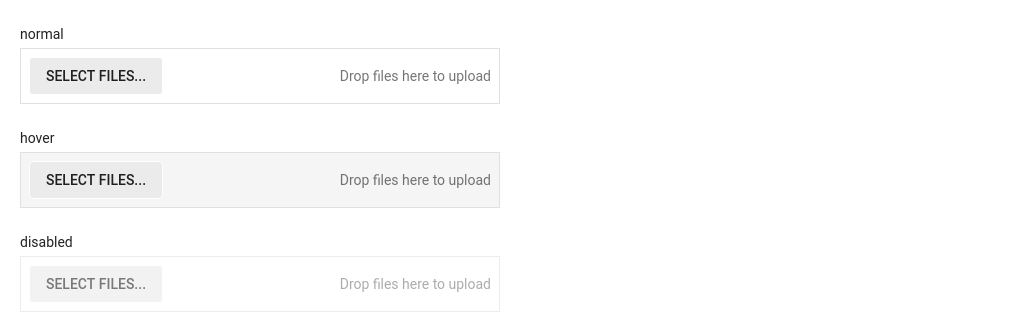 normal
SELECT FILES... Drop files here to upload
hover
SELECT FILES... Drop files here to upload
disabled
SELECT FILES... Drop files here to upload